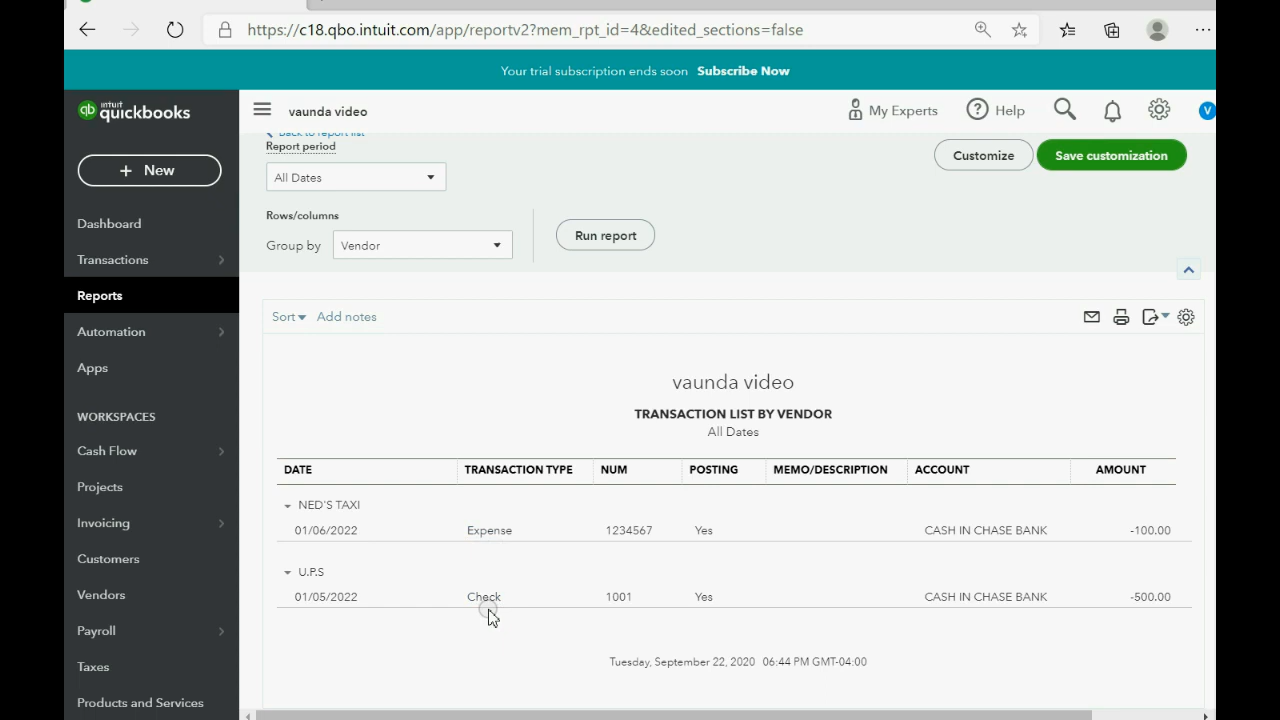 https://c18.qbo.intuit.com/app/reportv2?mem_rpt_id=4&edited_sections=false
Your trial subscription ends soon Subscribe Now
intuit quickbooks
vaunda video
My Experts
Help
V
Back to report list
+ New
Dashboard
Transactions
Reports
Automation
Apps
WORKSPACES
Cash Flow
Projects
Invoicing
Customers
Vendors
Payroll
Taxes
Products and Services
Report period
All Dates
Customize
Save customization
Rows/columns
Group by Vendor
Run report
Sort Add notes
vaunda video
TRANSACTION LIST BY VENDOR
All Dates
DATE TRANSACTION TYPE NUM POSTING MEMO/DESCRIPTION ACCOUNT AMOUNT
NED'S TAXI
01/06/2022 Expense 1234567 Yes CASH IN CHASE BANK -100.00
U.P.S
01/05/2022 Check 1001 Yes CASH IN CHASE BANK -500.00
Tuesday, September 22, 2020 06:44 PM GMT-04:00